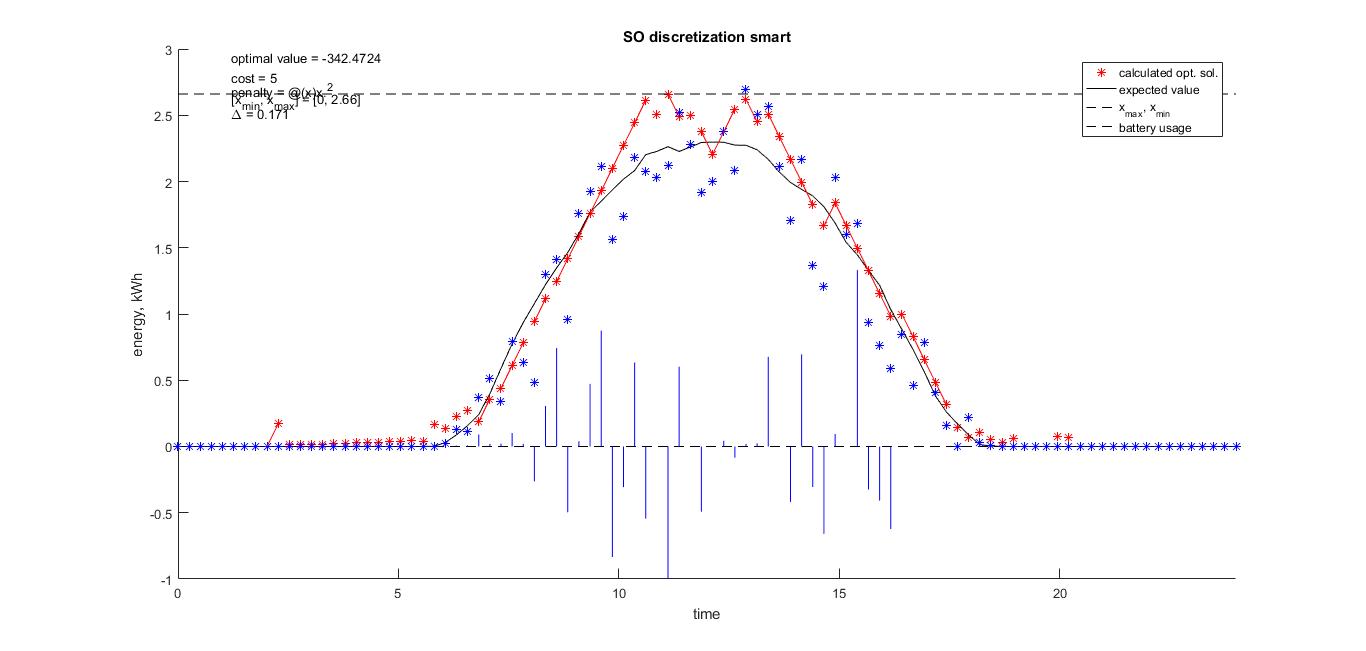 SO discretization smart
optimal value = -342.4724
cost = 5
penalty = @(x)x^2
[x_min, x_max] = [0, 2.66]
Δ = 0.171
calculated opt. sol.
expected value
x_max, x_min
battery usage
energy, kWh
3
2.5
2
1.5
1
0.5
0
-0.5
-1
0 5 10 15 20
time